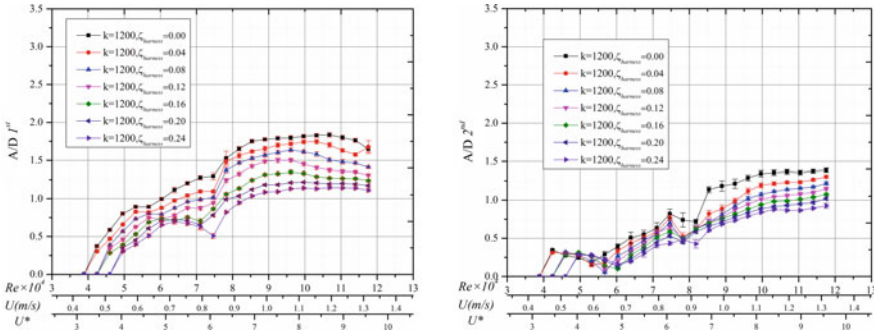 3.5
3.0
2.5
2.0
1.5
1.0
0.5
0.0
A/D 1st
k=1200,ζharness=0.00
k=1200,ζharness=0.04
k=1200,ζharness=0.08
k=1200,ζharness=0.12
k=1200,ζharness=0.16
k=1200,ζharness=0.20
k=1200,ζharness=0.24
3 4 5 6 7 8 9 10 11 12 13
Re×10⁴
0.4 0.5 0.6 0.7 0.8 0.9 1.0 1.1 1.2 1.3 1.4
U(m/s)
3 4 5 6 7 8 9 10
U*
3.5
3.0
2.5
2.0
1.5
1.0
0.5
0.0
A/D 2nd
k=1200,ζharness=0.00
k=1200,ζharness=0.04
k=1200,ζharness=0.08
k=1200,ζharness=0.12
k=1200,ζharness=0.16
k=1200,ζharness=0.20
k=1200,ζharness=0.24
3 4 5 6 7 8 9 10 11 12 13
Re×10⁴
0.4 0.5 0.6 0.7 0.8 0.9 1.0 1.1 1.2 1.3 1.4
U(m/s)
3 4 5 6 7 8 9 10
U*